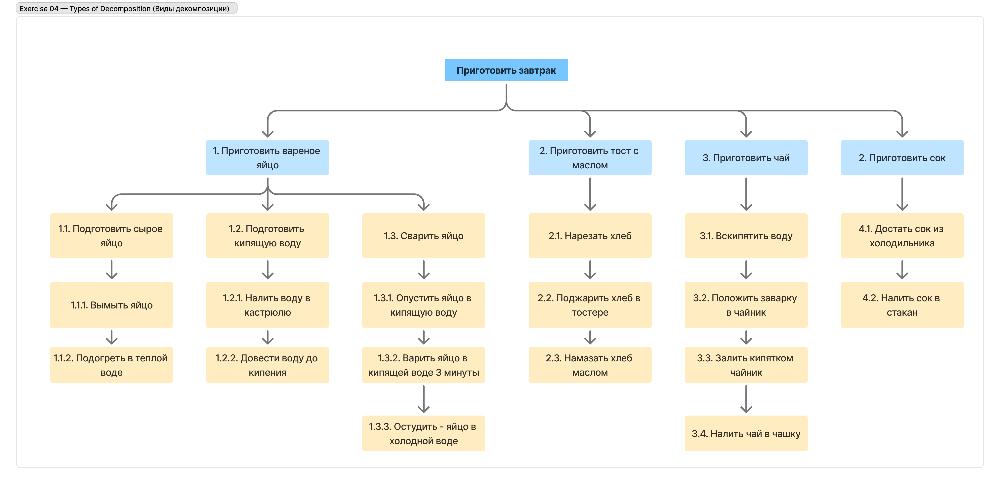 Exercise 04 — Types of Decomposition (Виды декомпозиции)
Приготовить завтрак
1. Приготовить вареное
яйцо
2. Приготовить тост с
маслом
3. Приготовить чай
2. Приготовить сок
1.1. Подготовить сырое
яйцо
1.2. Подготовить
кипящую воду
1.3. Сварить яйцо
2.1. Нарезать хлеб
3.1. Вскипятить воду
4.1. Достать сок из
холодильника
1.1.1. Вымыть яйцо
1.2.1. Налить воду в
кастрюлю
1.3.1. Опустить яйцо в
кипящую воду
2.2. Поджарить хлеб в
тостере
3.2. Положить заварку
в чайник
4.2. Налить сок в
стакан
1.1.2. Подогреть в теплой
воде
1.2.2. Довести воду до
кипения
1.3.2. Варить яйцо в
кипящей воде 3 минуты
2.3. Намазать хлеб
маслом
3.3. Залить кипятком
чайник
1.3.3. Остудить - яйцо в
холодной воде
3.4. Налить чай в чашку